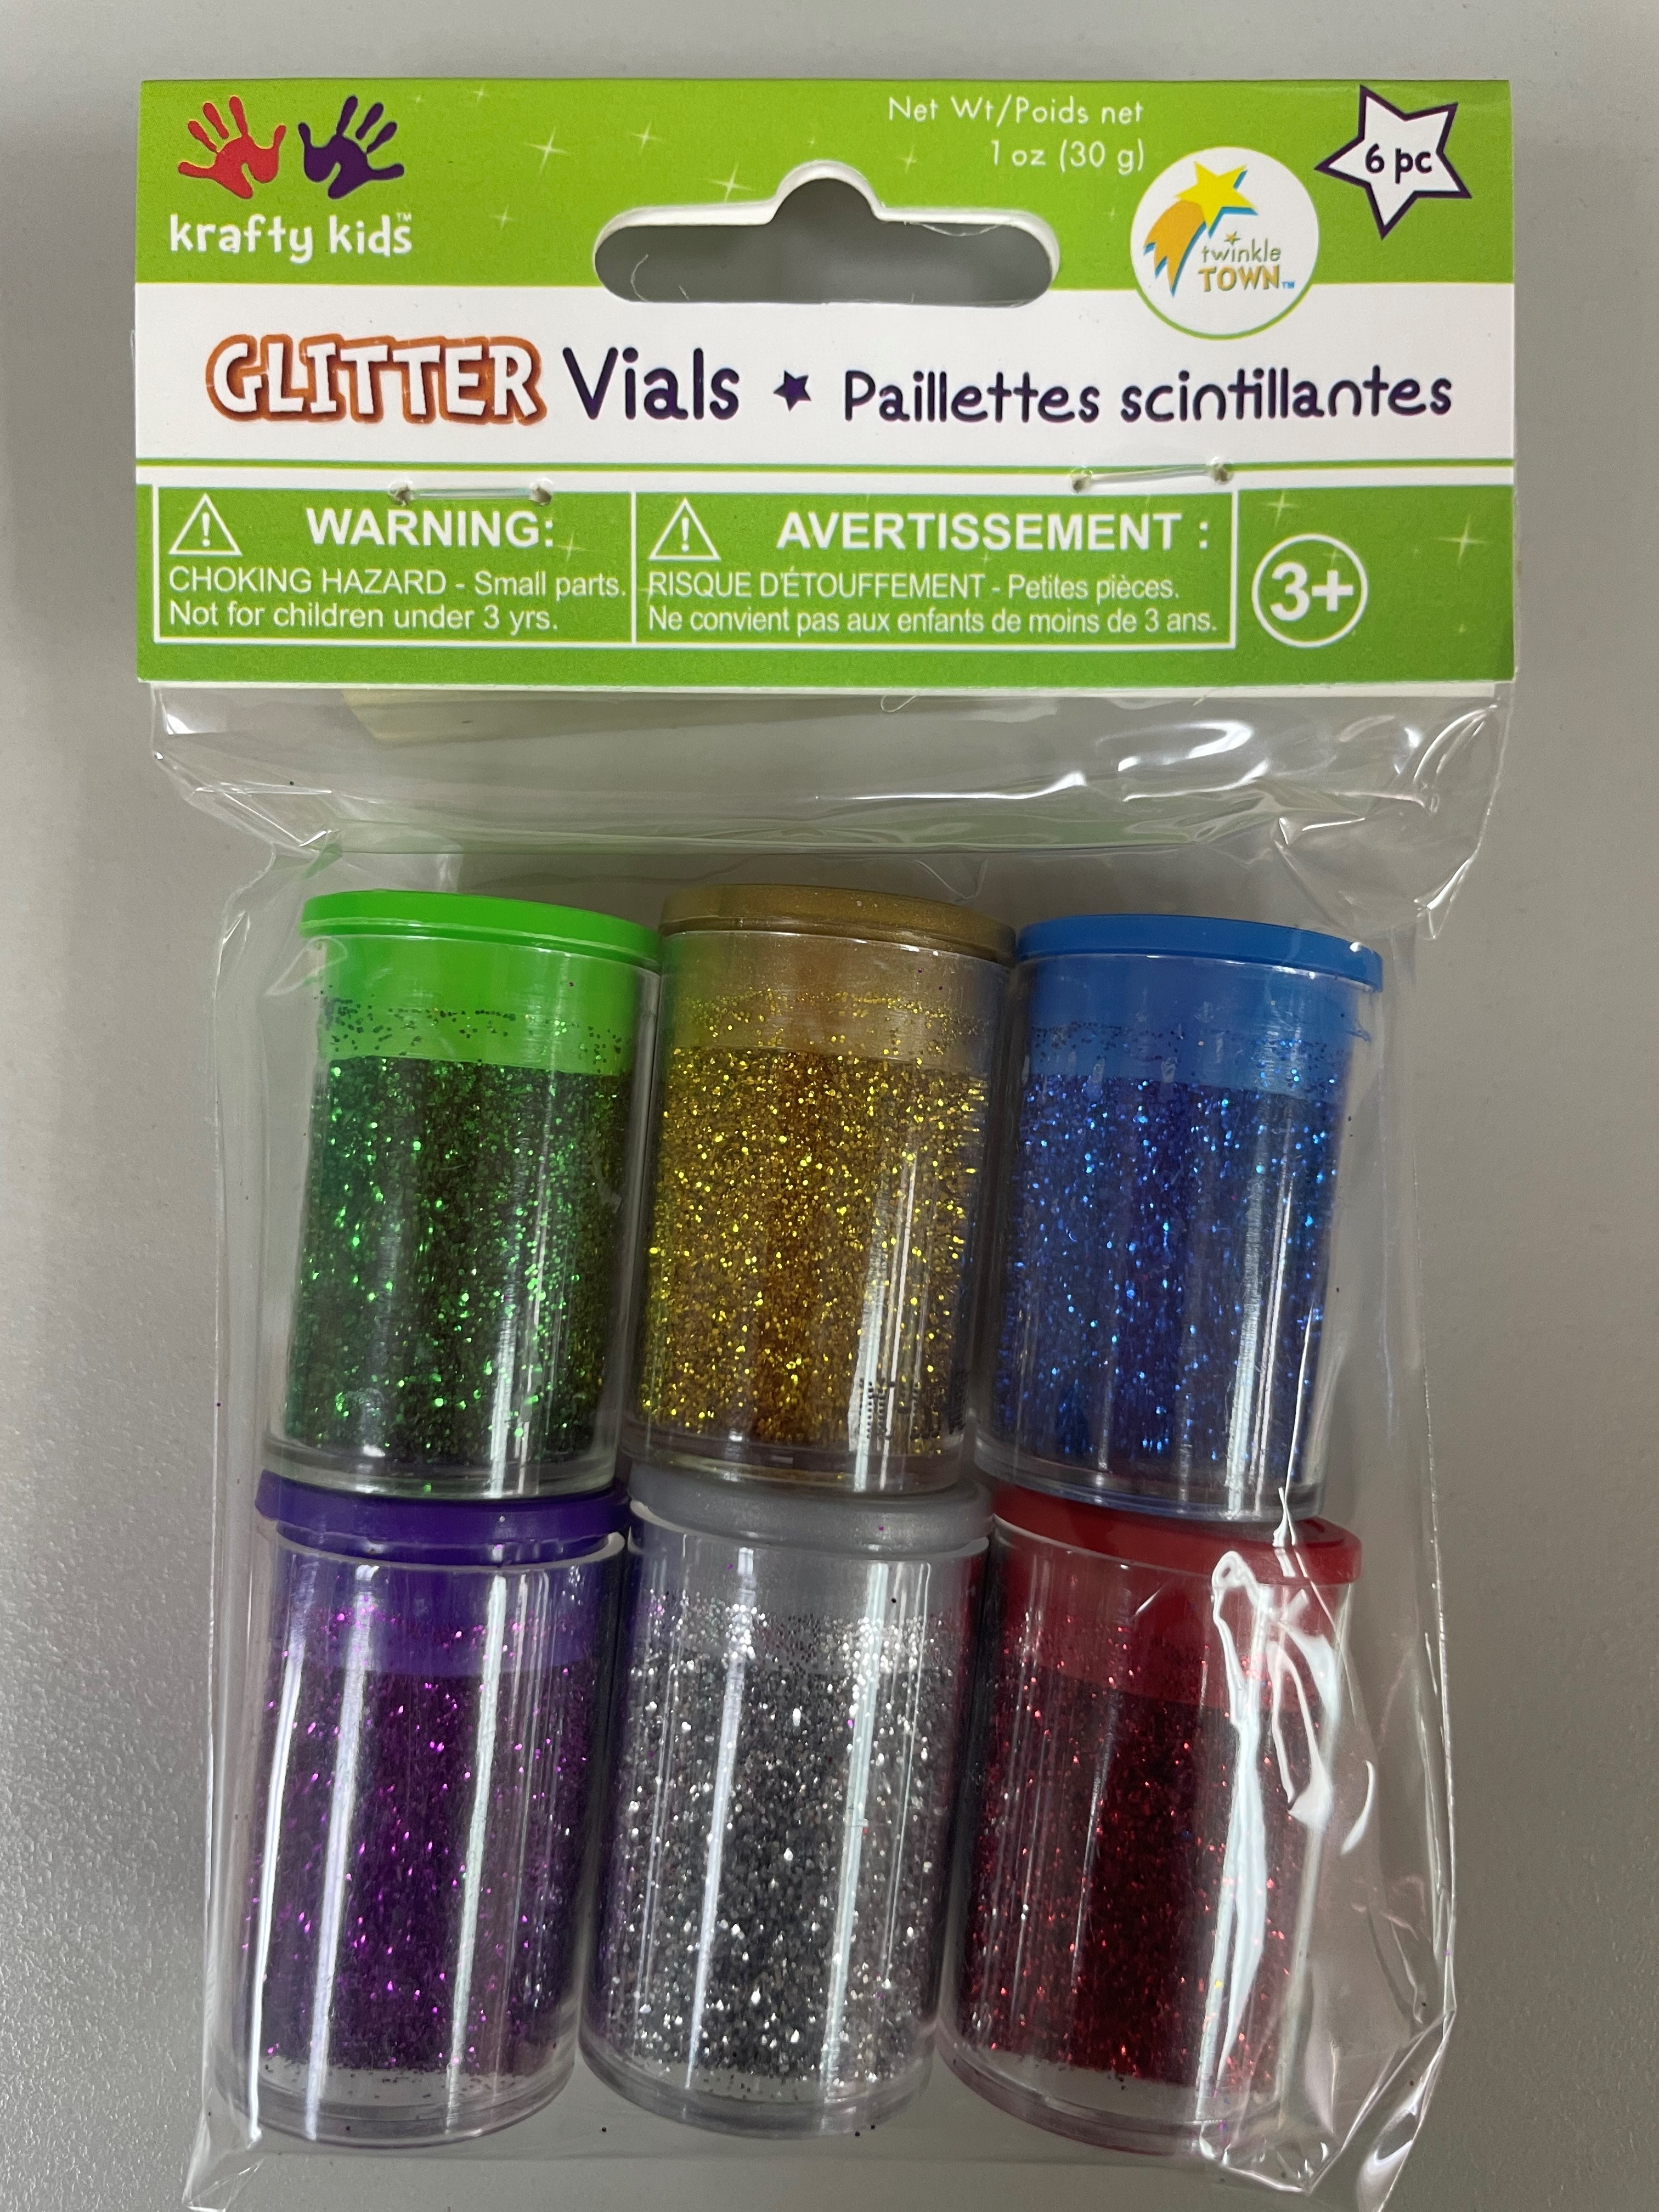 krafty kids™
Net Wt/Poids net
1 oz (30 g)
twinkle
TOWN™
6 pc
GLITTER Vials ★ Paillettes scintillantes
WARNING:
CHOKING HAZARD - Small parts.
Not for children under 3 yrs.
AVERTISSEMENT :
RISQUE D'ÉTOUFFEMENT - Petites pièces.
Ne convient pas aux enfants de moins de 3 ans.
3+